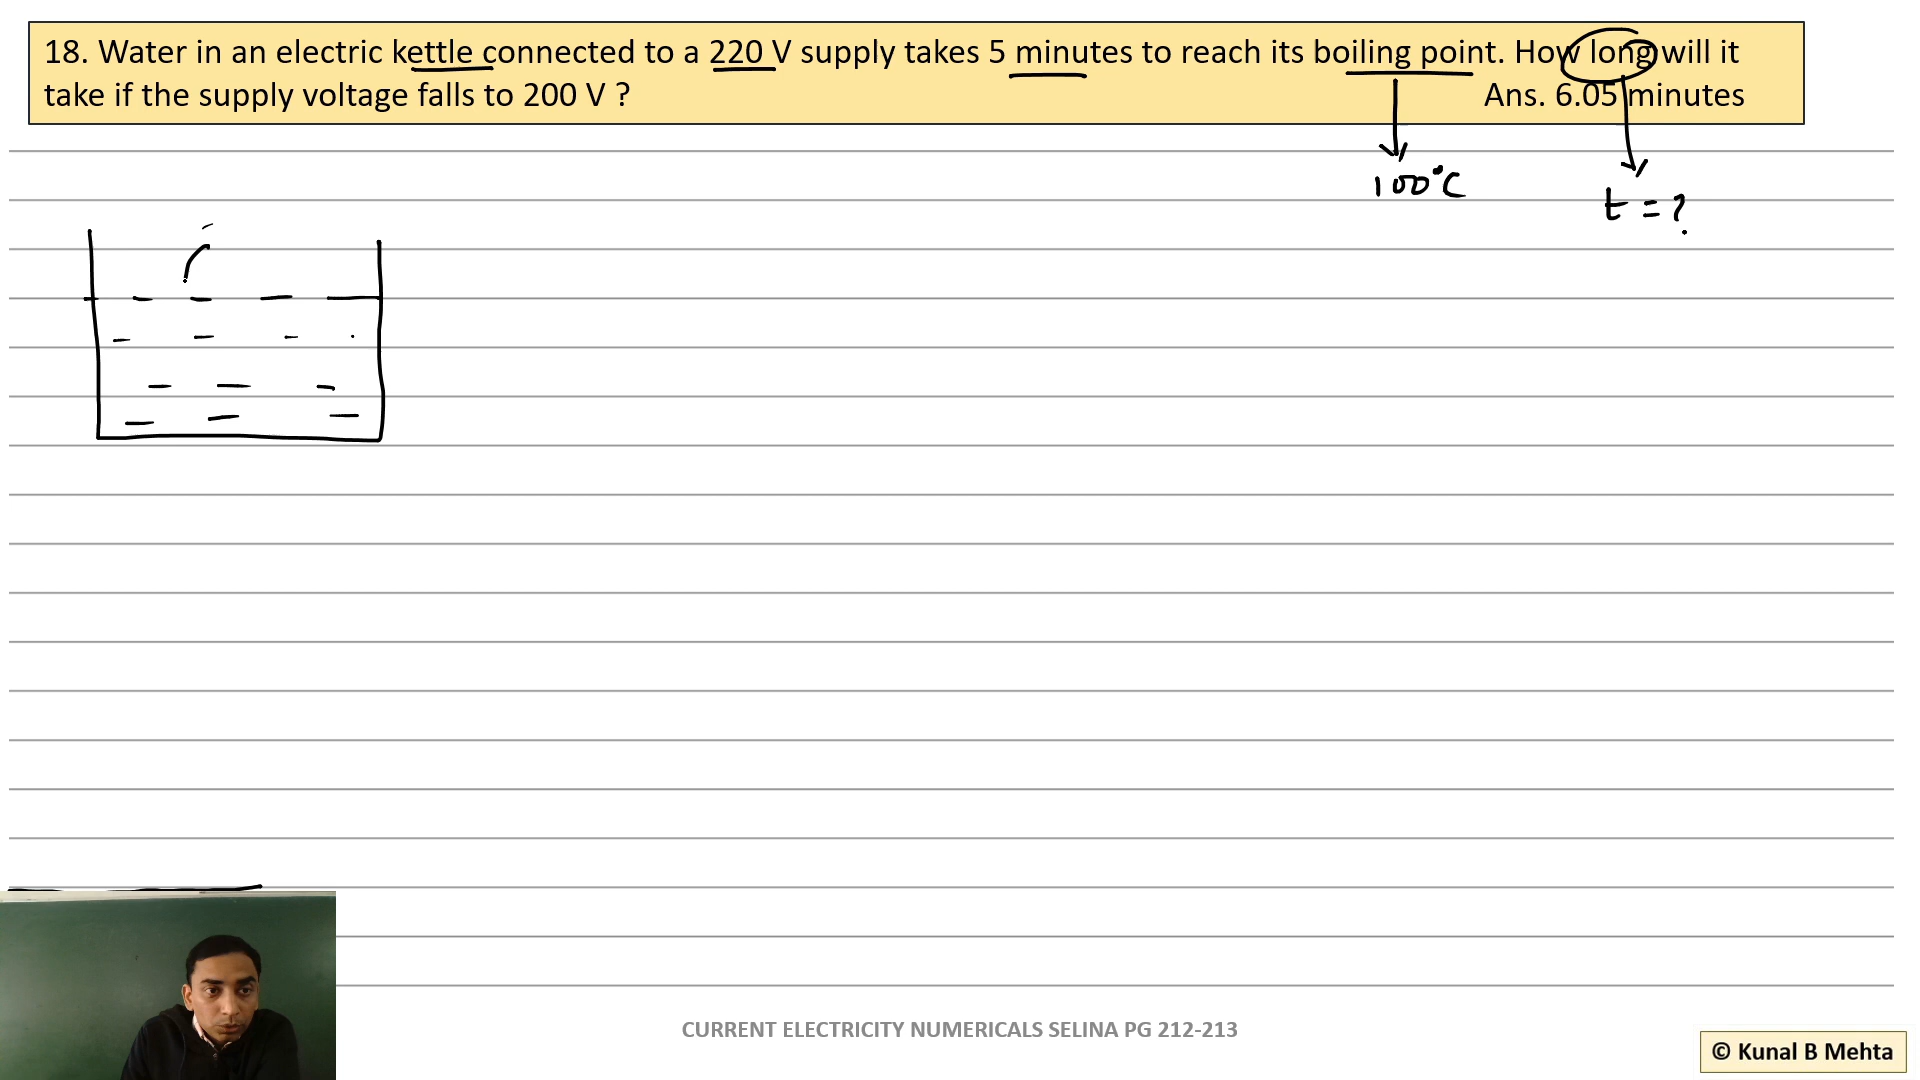 18. Water in an electric kettle connected to a 220 V supply takes 5 minutes to reach its boiling point. How long will it
take if the supply voltage falls to 200 V ? Ans. 6.05 minutes
100°C
t = ?
CURRENT ELECTRICITY NUMERICALS SELINA PG 212-213
© Kunal B Mehta